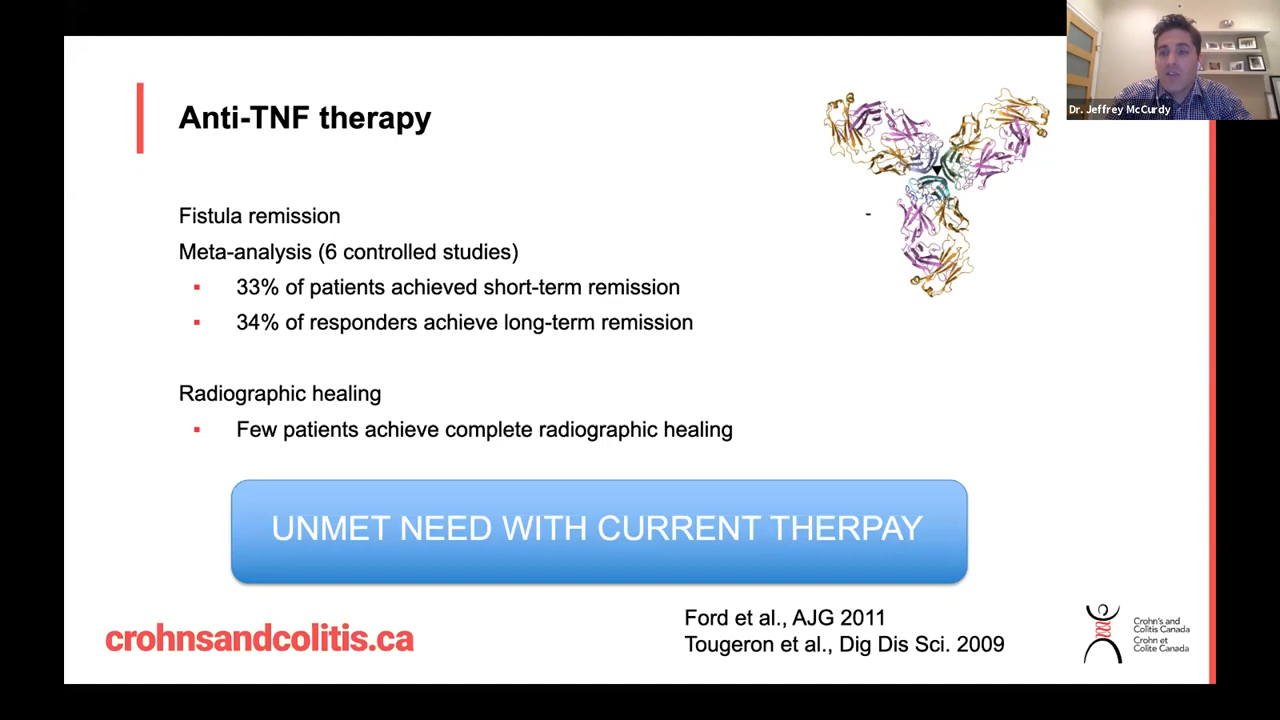 Dr. Jeffrey McCurdy
Anti-TNF therapy
Fistula remission
Meta-analysis (6 controlled studies)
▪ 33% of patients achieved short-term remission
▪ 34% of responders achieve long-term remission
Radiographic healing
▪ Few patients achieve complete radiographic healing
UNMET NEED WITH CURRENT THERPAY
Ford et al., AJG 2011
Tougeron et al., Dig Dis Sci. 2009
crohnsandcolitis.ca
Crohn's and
Colitis Canada
Crohn et
Colite Canada